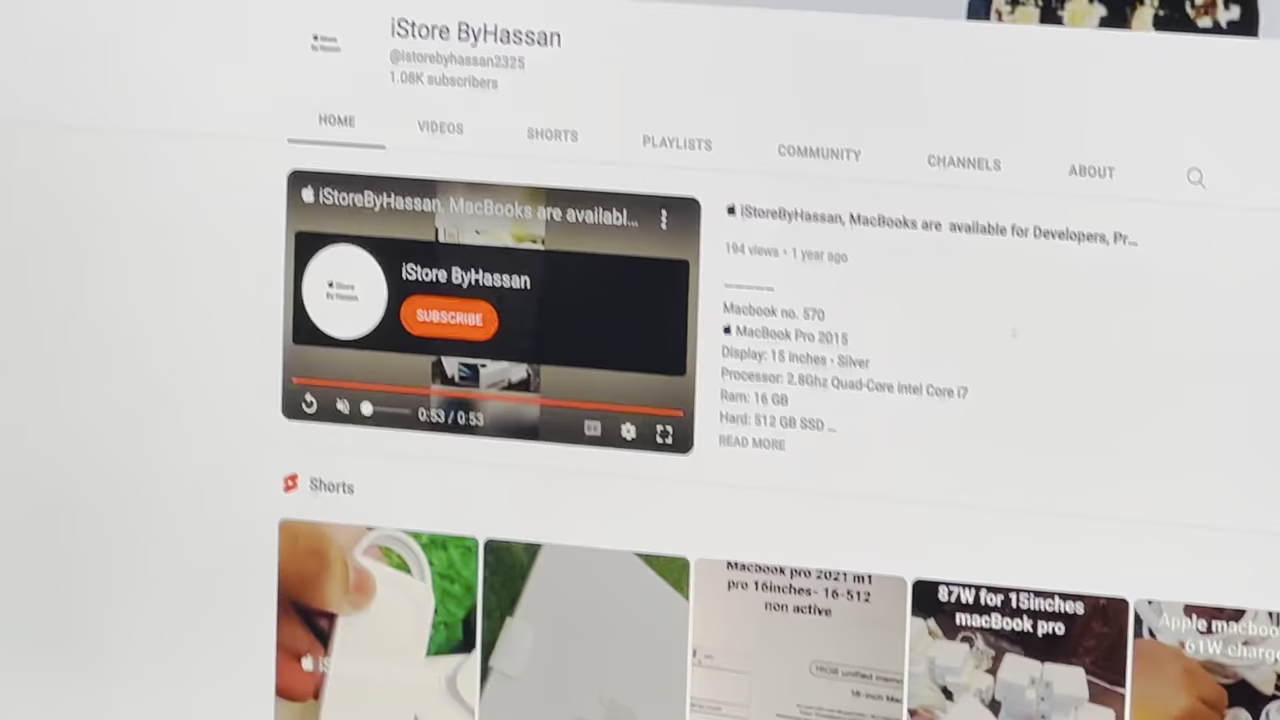 iStore ByHassan
@istorebyhassan2325
1.08K subscribers
HOME
VIDEOS
SHORTS
PLAYLISTS
COMMUNITY
CHANNELS
ABOUT
iStoreByHassan, MacBooks are availabl...
iStore ByHassan
SUBSCRIBE
0:53 / 0:53
iStoreByHassan, MacBooks are available for Developers, Pr...
194 views • 1 year ago
Macbook no. 570
MacBook Pro 2015
Display: 15 inches - Silver
Processor: 2.8Ghz Quad-Core Intel Core i7
Ram: 16 GB
Hard: 512 GB SSD ...
READ MORE
Shorts
Macbook pro 2021 m1
pro 16inches- 16-512
non active
87W for 15inches
macBook pro
Apple macboo
61W charge